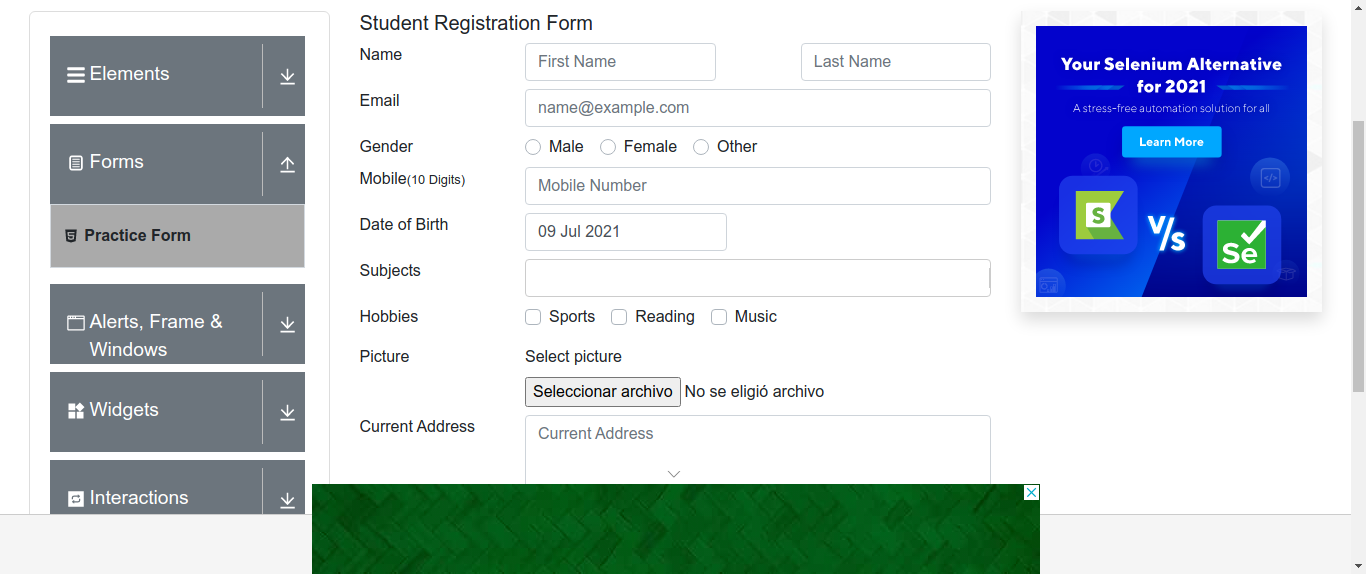 Student Registration Form
Name
First Name
Last Name
Email
name@example.com
Gender
Male
Female
Other
Mobile(10 Digits)
Mobile Number
Date of Birth
09 Jul 2021
Subjects
Hobbies
Sports
Reading
Music
Picture
Select picture
Seleccionar archivo
No se eligió archivo
Current Address
Current Address
Elements
Forms
Practice Form
Alerts, Frame &
Windows
Widgets
Interactions
Your Selenium Alternative
for 2021
A stress-free automation solution for all
Learn More
S
V/s
Se